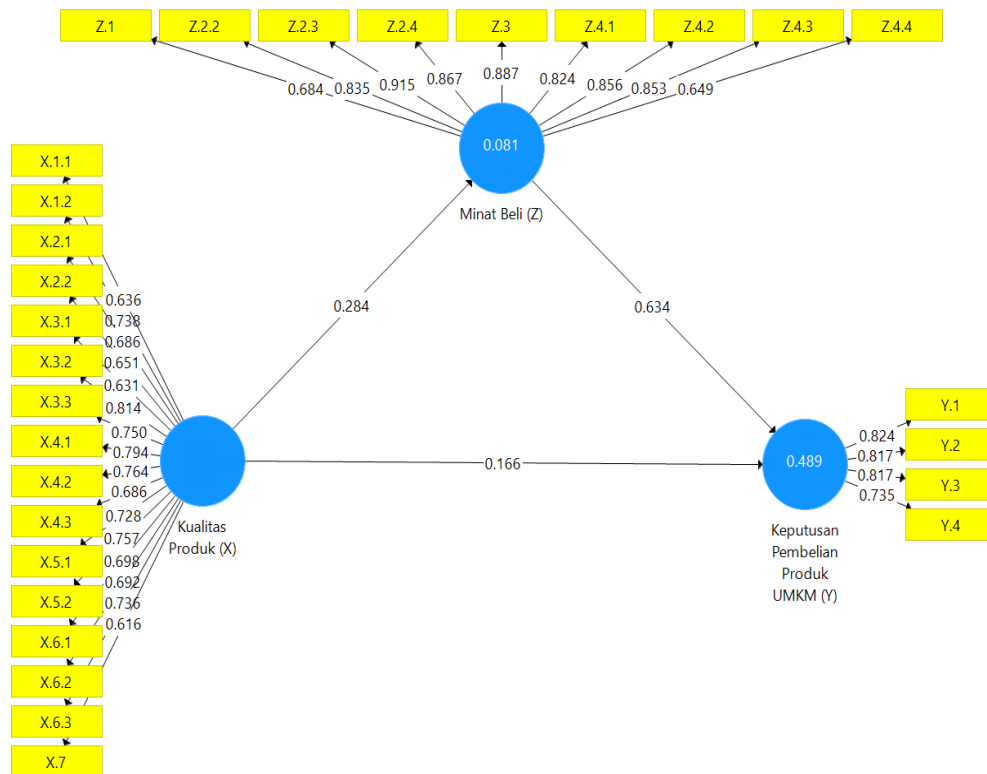 Z.1 Z.2.2 Z.2.3 Z.2.4 Z.3 Z.4.1 Z.4.2 Z.4.3 Z.4.4
0.684 0.835 0.915 0.867 0.887 0.824 0.856 0.853 0.649
0.081
Minat Beli (Z)
X.1.1
X.1.2
X.2.1
X.2.2
X.3.1
X.3.2
X.3.3
X.4.1
X.4.2
X.4.3
X.5.1
X.5.2
X.6.1
X.6.2
X.6.3
X.7
0.636
0.738
0.686
0.651
0.631
0.814
0.750
0.794
0.764
0.686
0.728
0.757
0.698
0.692
0.736
0.616
Kualitas
Produk (X)
0.284
0.634
0.166
0.489
Keputusan
Pembelian
Produk
UMKM (Y)
0.824
0.817
0.817
0.735
Y.1
Y.2
Y.3
Y.4